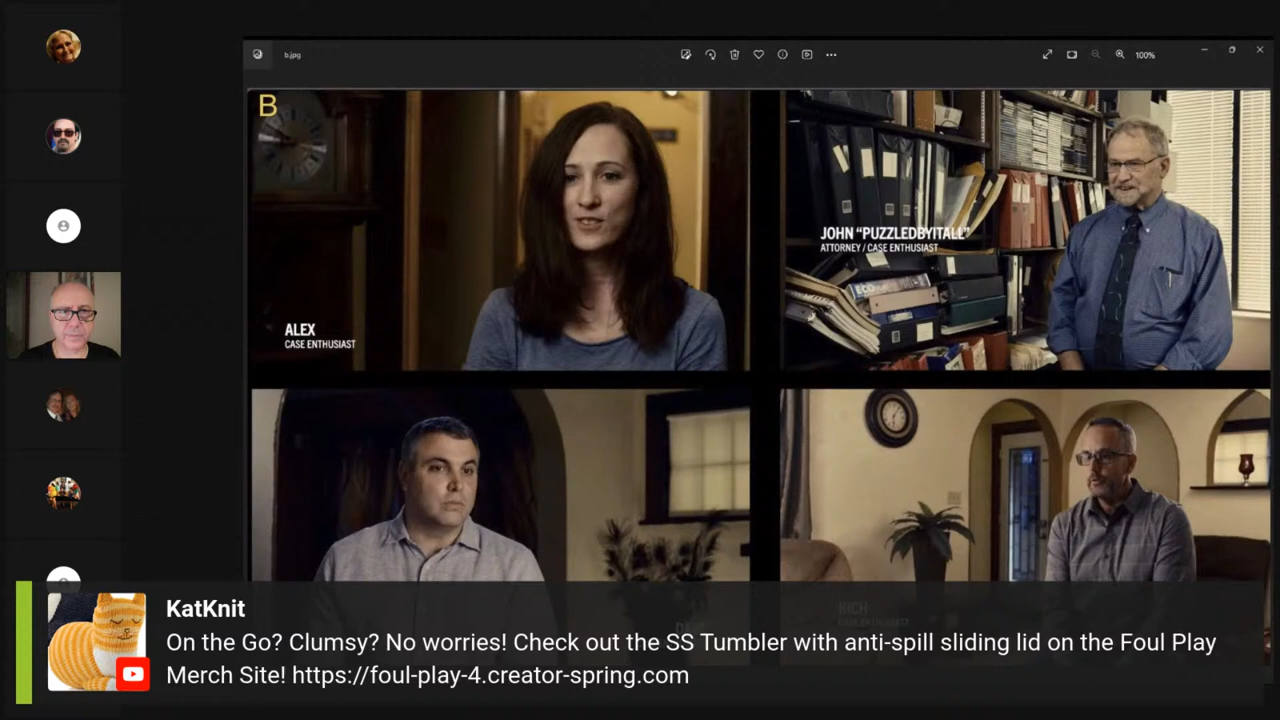 b.jpg
100%
B
ALEX
CASE ENTHUSIAST
JOHN “PUZZLEDBYITALL”
ATTORNEY / CASE ENTHUSIAST
RICH
KatKnit
On the Go? Clumsy? No worries! Check out the SS Tumbler with anti-spill sliding lid on the Foul Play
Merch Site! https://foul-play-4.creator-spring.com